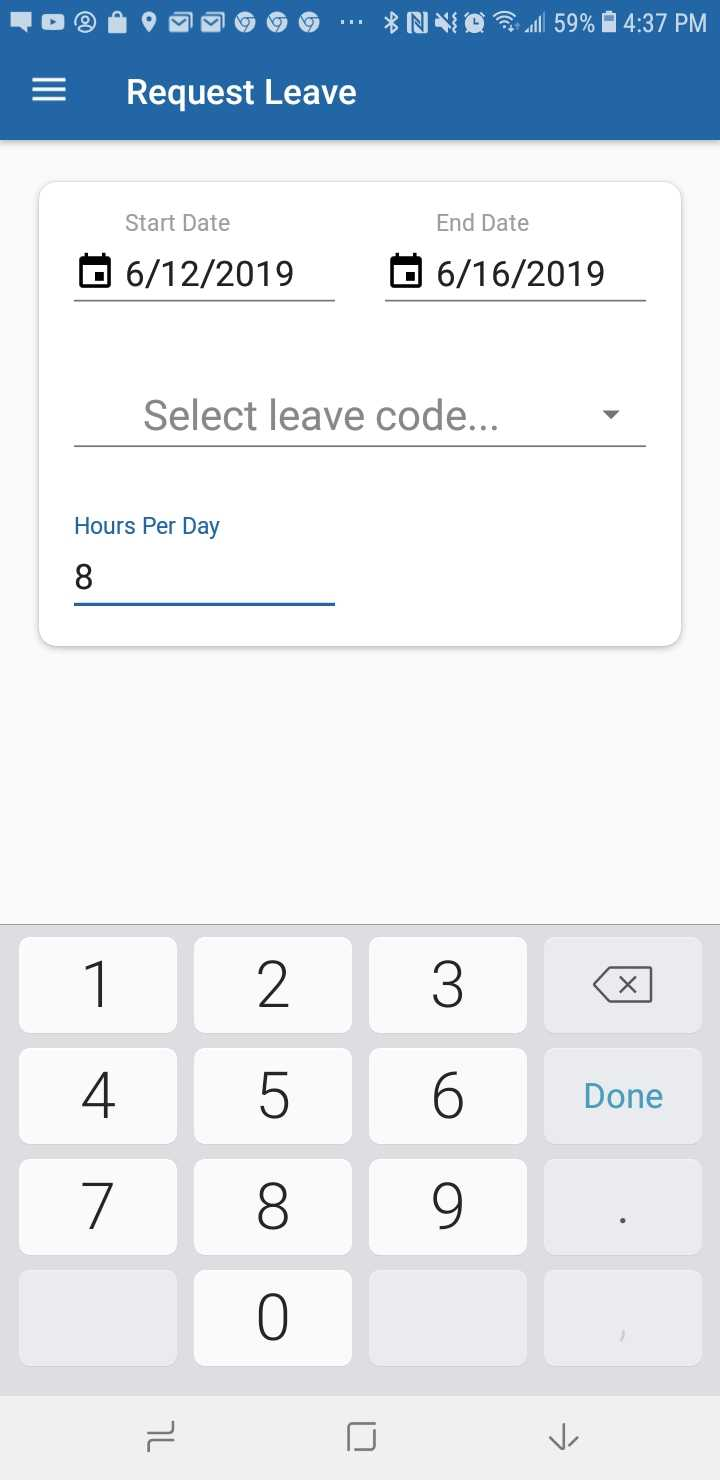 59% 4:37 PM
Request Leave
Start Date End Date
6/12/2019 6/16/2019
Select leave code...
Hours Per Day
8
1 2 3
4 5 6 Done
7 8 9 .
0 ,